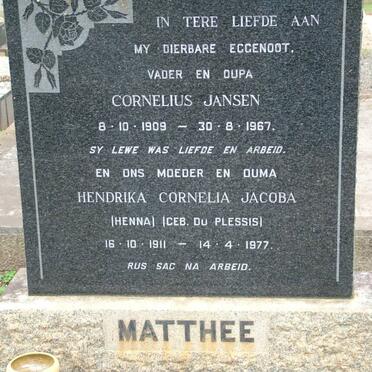 IN TERE LIEFDE AAN
MY DIERBARE EGGENOOT,
VADER EN OUPA
CORNELIUS JANSEN
8-10-1909 — 30-8-1967.
SY LEWE WAS LIEFDE EN ARBEID.
EN ONS MOEDER EN OUMA
HENDRIKA CORNELIA JACOBA
(HENNA) (GEB. DU PLESSIS)
16-10-1911 — 14-4-1977.
RUS SAG NA ARBEID.
MATTHEE